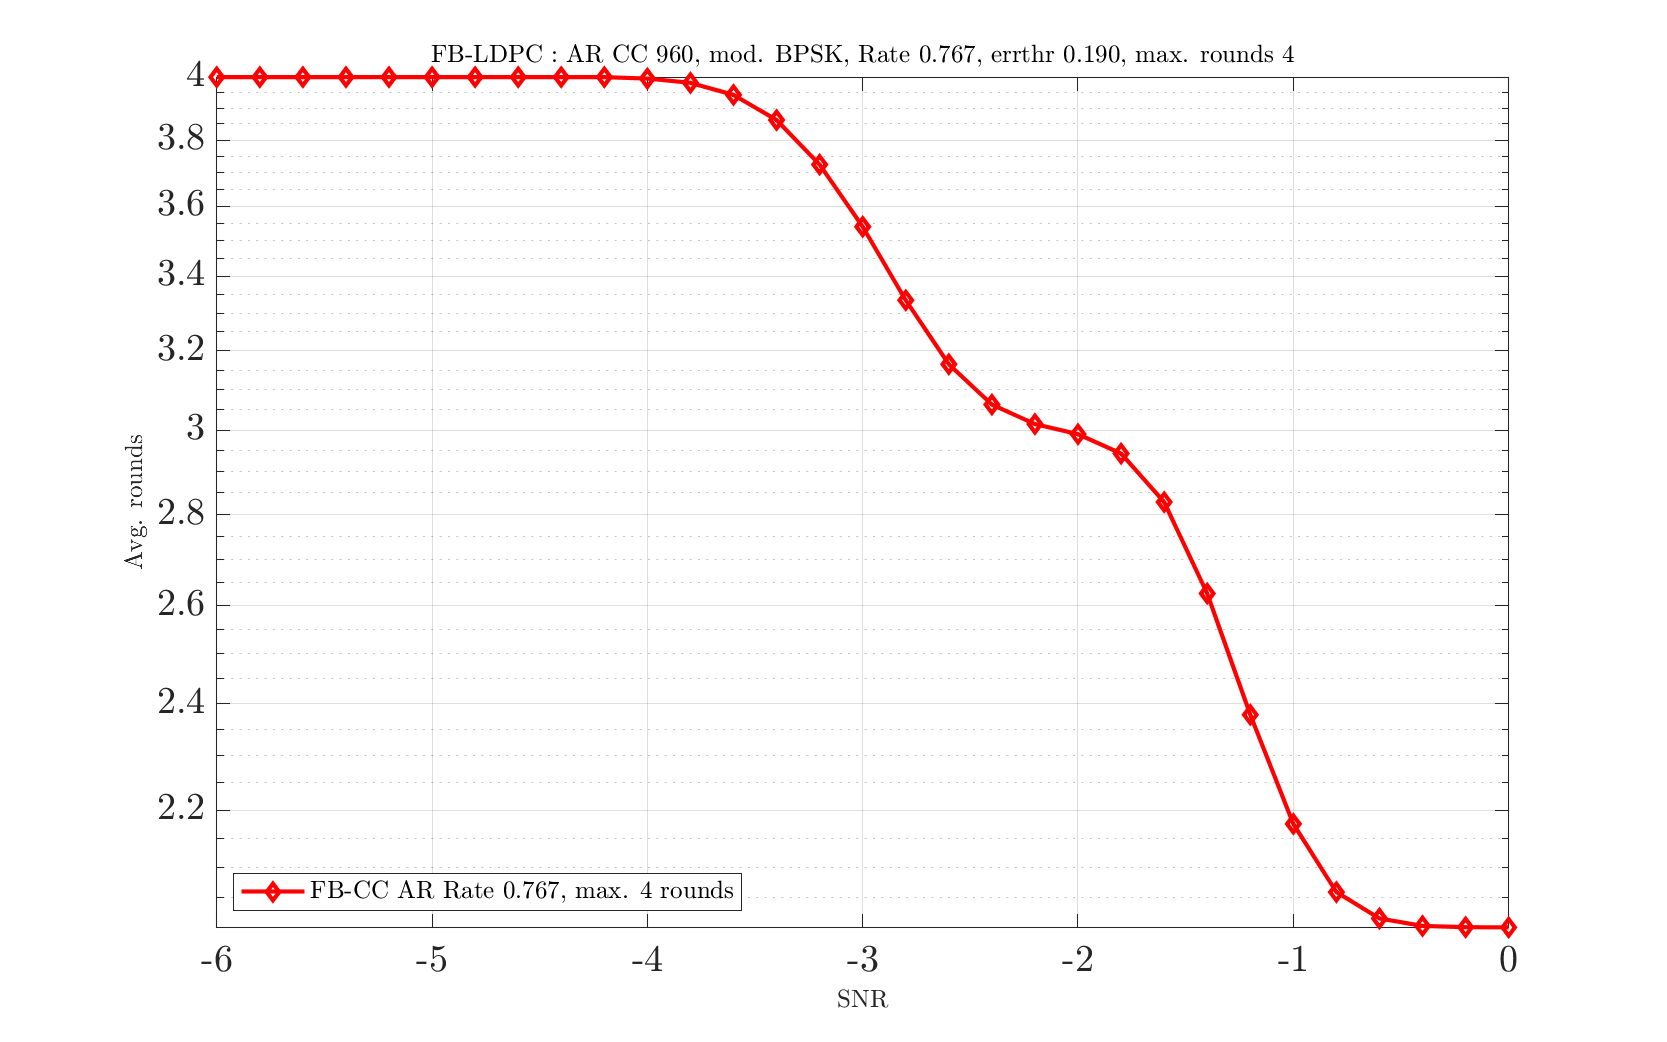 FB-LDPC : AR CC 960, mod. BPSK, Rate 0.767, errthr 0.190, max. rounds 4
4
3.8
3.6
3.4
3.2
3
2.8
2.6
2.4
2.2
Avg. rounds
FB-CC AR Rate 0.767, max. 4 rounds
-6 -5 -4 -3 -2 -1 0
SNR